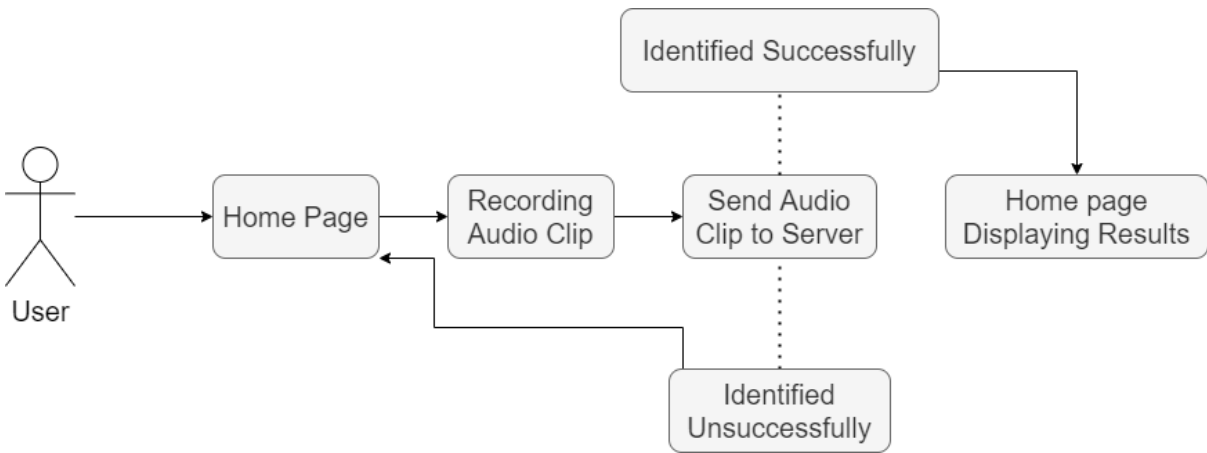 Identified Successfully
User
Home Page
Recording
Audio Clip
Send Audio
Clip to Server
Home page
Displaying Results
Identified
Unsuccessfully